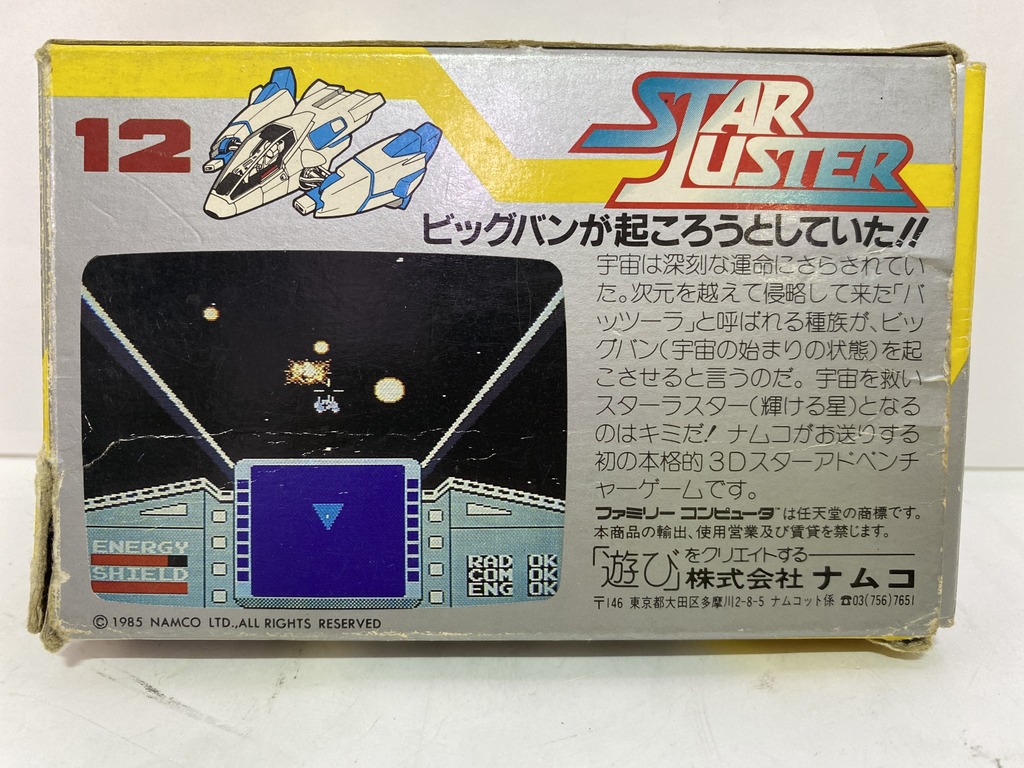 12
STAR LUSTER
ビッグバンが起ころうとしていた!!
宇宙は深刻な運命にさらされてい
た。次元を越えて侵略して来た「バ
ッツーラ」と呼ばれる種族が、ビッ
グバン(宇宙の始まりの状態)を起
こさせると言うのだ。宇宙を救い
スターラスター(輝ける星)となる
のはキミだ! ナムコがお送りする
初の本格的3Dスターアドベンチ
ャーゲームです。
ファミリーコンピュータ™は任天堂の商標です。
本商品の輸出、使用営業及び賃貸を禁じます。
「遊び」をクリエイトする
株式会社ナムコ
〒146 東京都大田区多摩川2-8-5 ナムコット係 ☎03(756)7651
ENERGY
SHIELD
RAD OK
COM OK
ENG OK
© 1985 NAMCO LTD.,ALL RIGHTS RESERVED